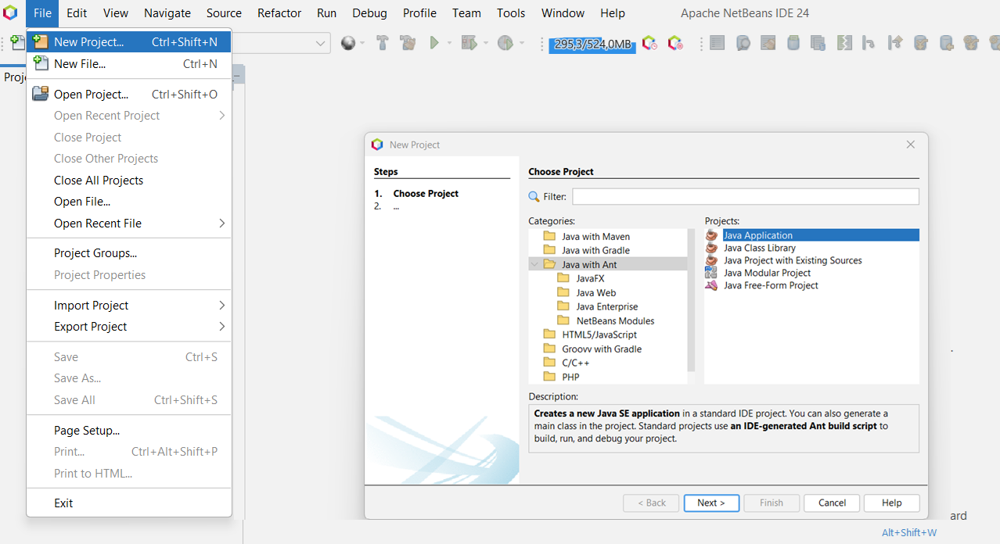 File Edit View Navigate Source Refactor Run Debug Profile Team Tools Window Help Apache NetBeans IDE 24
295,3/524,0MB
New Project... Ctrl+Shift+N
New File... Ctrl+N
Open Project... Ctrl+Shift+O
Open Recent Project
Close Project
Close Other Projects
Close All Projects
Open File...
Open Recent File
Project Groups...
Project Properties
Import Project
Export Project
Save Ctrl+S
Save As...
Save All Ctrl+Shift+S
Page Setup...
Print... Ctrl+Alt+Shift+P
Print to HTML...
Exit
New Project
Steps
1. Choose Project
2. ...
Choose Project
Filter:
Categories:
Java with Maven
Java with Gradle
Java with Ant
JavaFX
Java Web
Java Enterprise
NetBeans Modules
HTML5/JavaScript
Groovv with Gradle
C/C++
PHP
Projects:
Java Application
Java Class Library
Java Project with Existing Sources
Java Modular Project
Java Free-Form Project
Description:
Creates a new Java SE application in a standard IDE project. You can also generate a
main class in the project. Standard projects use an IDE-generated Ant build script to
build, run, and debug your project.
< Back Next > Finish Cancel Help
Alt+Shift+W